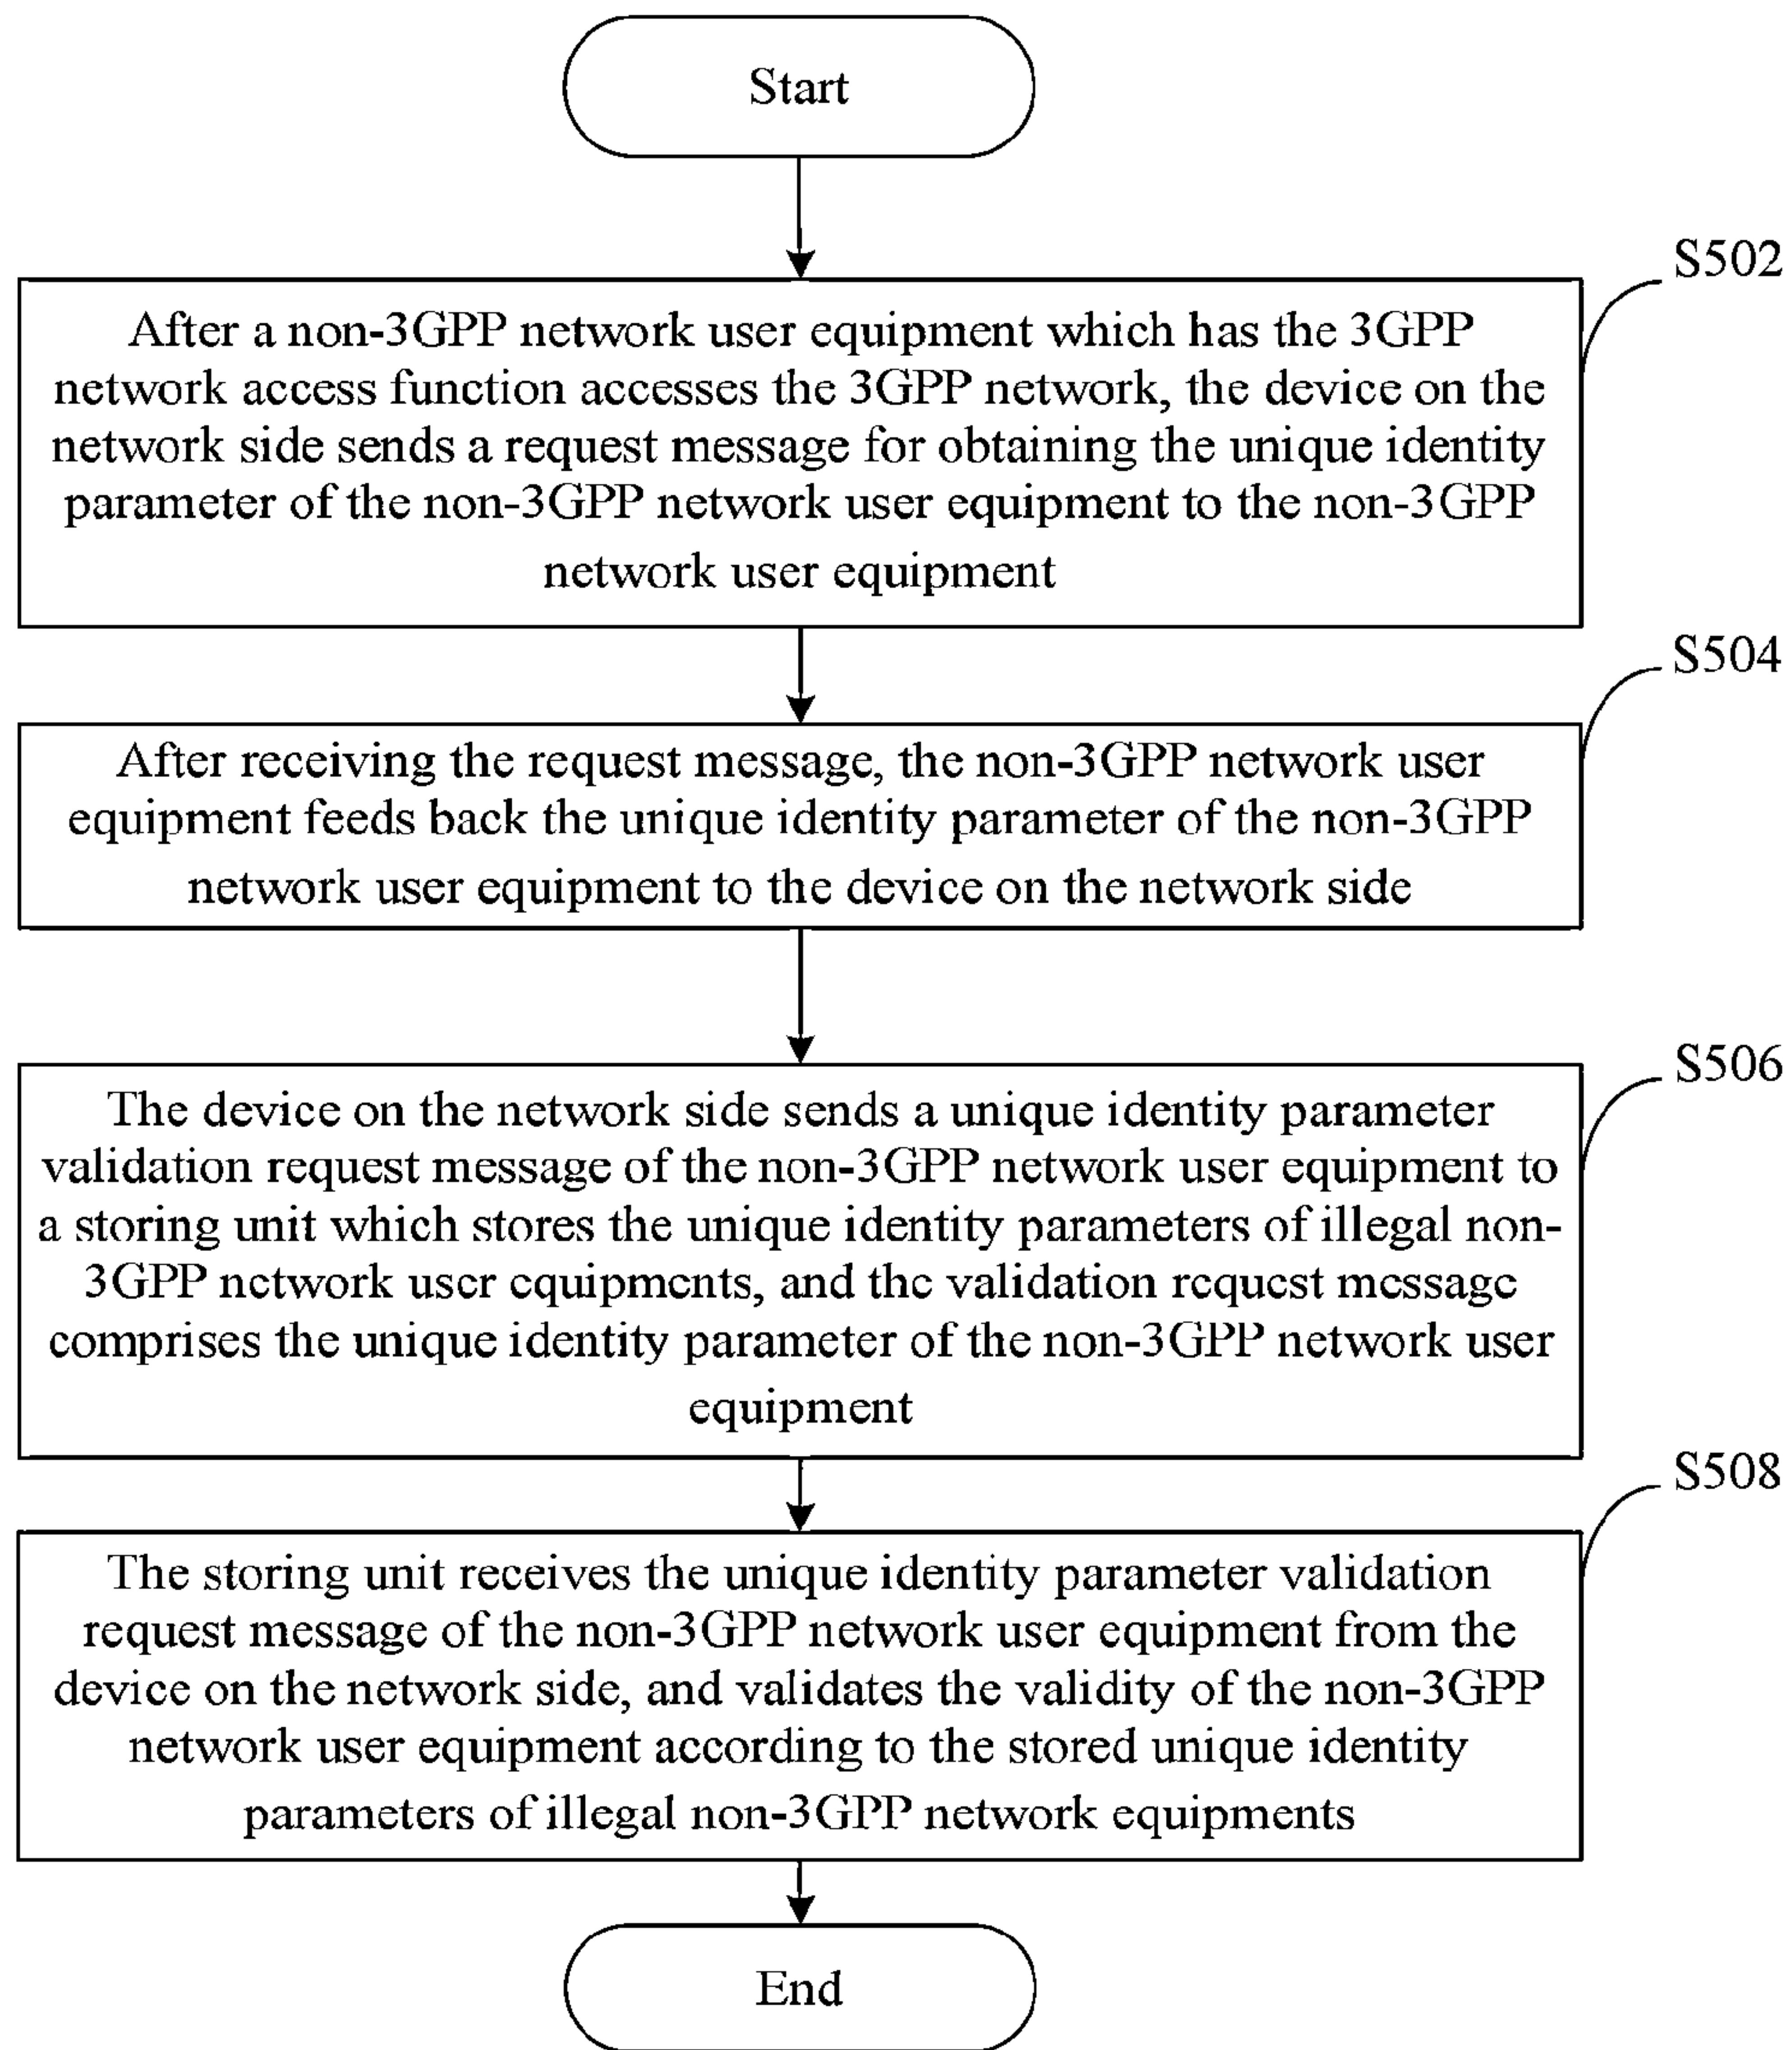 Start
S502
After a non-3GPP network user equipment which has the 3GPP
network access function accesses the 3GPP network, the device on the
network side sends a request message for obtaining the unique identity
parameter of the non-3GPP network user equipment to the non-3GPP
network user equipment
S504
After receiving the request message, the non-3GPP network user
equipment feeds back the unique identity parameter of the non-3GPP
network user equipment to the device on the network side
S506
The device on the network side sends a unique identity parameter
validation request message of the non-3GPP network user equipment to
a storing unit which stores the unique identity parameters of illegal non-
3GPP network user equipments, and the validation request message
comprises the unique identity parameter of the non-3GPP network user
equipment
S508
The storing unit receives the unique identity parameter validation
request message of the non-3GPP network user equipment from the
device on the network side, and validates the validity of the non-3GPP
network user equipment according to the stored unique identity
parameters of illegal non-3GPP network equipments
End